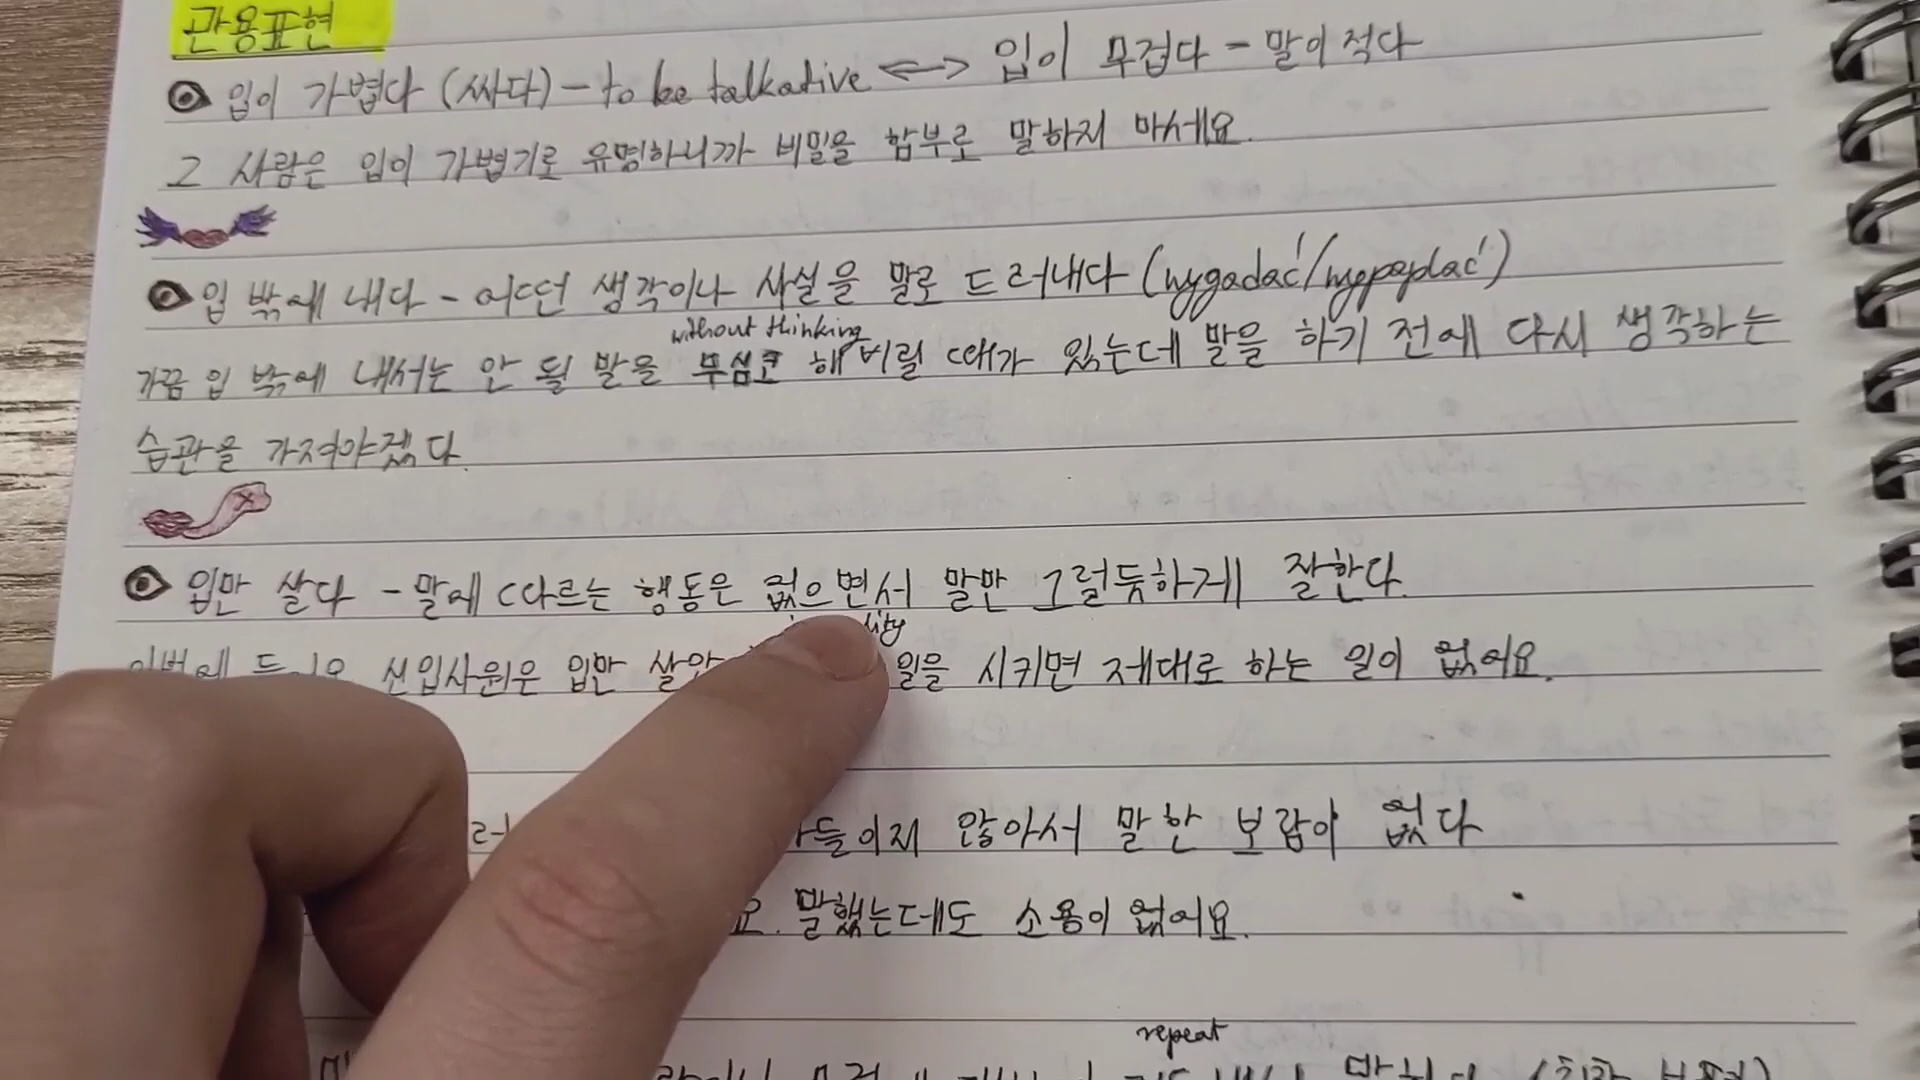 관용표현
입이 가볍다 (싸다) - to be talkative <-> 입이 무겁다 - 말이 적다
그 사람은 입이 가볍기로 유명하니까 비밀을 함부로 말하지 마세요.
입 밖에 내다 - 어떤 생각이나 사실을 말로 드러내다 (wygadać/wypaplać)
without thinking
가끔 입 밖에 내서는 안 될 말을 무심코 해 버릴 때가 있는데 말을 하기 전에 다시 생각하는
습관을 가져야겠다.
입만 살다 - 말에 따르는 행동은 없으면서 말만 그럴듯하게 잘한다.
신입사원은 입만 일을 시키면 제대로 하는 일이 없어요.
않아서 말한 보람이 없다
말했는데도 소용이 없어요.
repeat